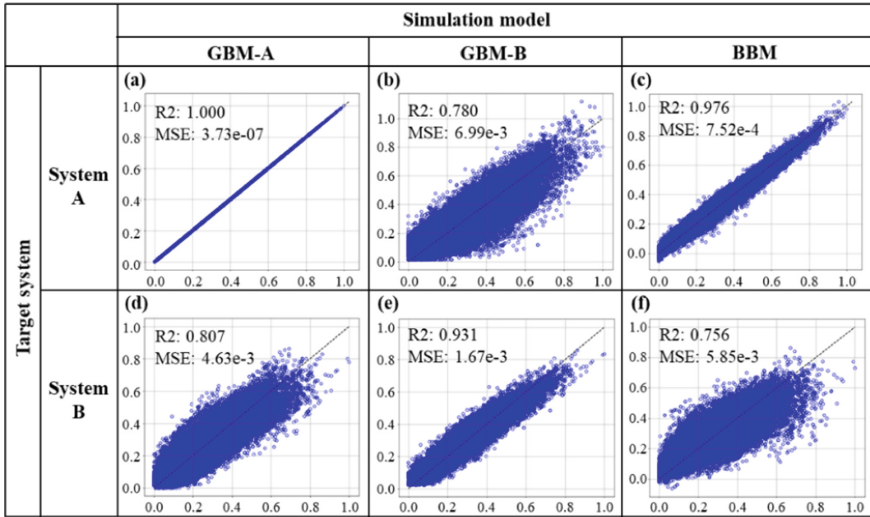 Simulation model
GBM-A GBM-B BBM
Target system
System A
(a)
R2: 1.000
MSE: 3.73e-07
1.0
0.8
0.6
0.4
0.2
0.0
0.0 0.2 0.4 0.6 0.8 1.0
(b)
R2: 0.780
MSE: 6.99e-3
1.0
0.8
0.6
0.4
0.2
0.0
0.0 0.2 0.4 0.6 0.8 1.0
(c)
R2: 0.976
MSE: 7.52e-4
1.0
0.8
0.6
0.4
0.2
0.0
0.0 0.2 0.4 0.6 0.8 1.0
System B
(d)
R2: 0.807
MSE: 4.63e-3
1.0
0.8
0.6
0.4
0.2
0.0
0.0 0.2 0.4 0.6 0.8 1.0
(e)
R2: 0.931
MSE: 1.67e-3
1.0
0.8
0.6
0.4
0.2
0.0
0.0 0.2 0.4 0.6 0.8 1.0
(f)
R2: 0.756
MSE: 5.85e-3
1.0
0.8
0.6
0.4
0.2
0.0
0.0 0.2 0.4 0.6 0.8 1.0